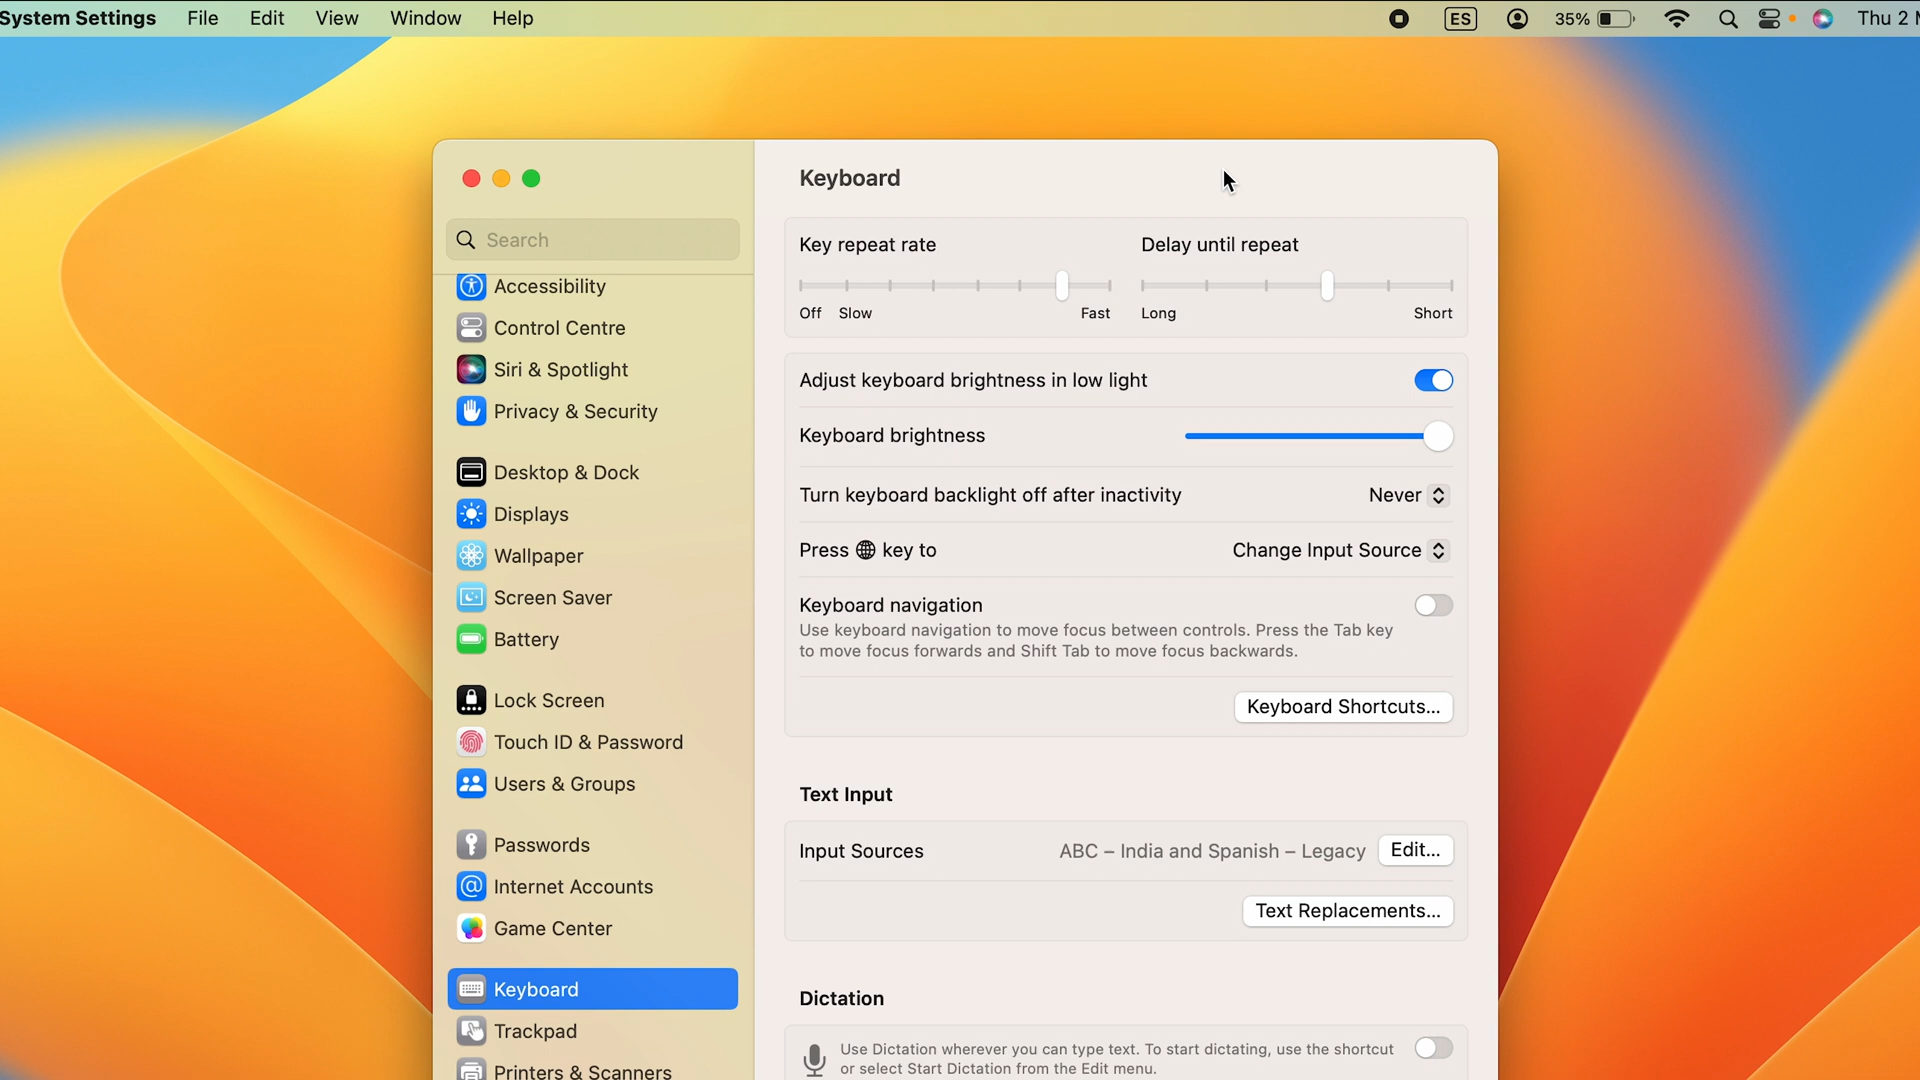 System Settings File Edit View Window Help ES 35% Thu 2
Keyboard
Search
Accessibility
Control Centre
Siri & Spotlight
Privacy & Security
Desktop & Dock
Displays
Wallpaper
Screen Saver
Battery
Lock Screen
Touch ID & Password
Users & Groups
Passwords
Internet Accounts
Game Center
Keyboard
Trackpad
Printers & Scanners
Key repeat rate Delay until repeat
Off Slow Fast Long Short
Adjust keyboard brightness in low light
Keyboard brightness
Turn keyboard backlight off after inactivity Never
Press key to Change Input Source
Keyboard navigation
Use keyboard navigation to move focus between controls. Press the Tab key
to move focus forwards and Shift Tab to move focus backwards.
Keyboard Shortcuts...
Text Input
Input Sources ABC – India and Spanish – Legacy Edit...
Text Replacements...
Dictation
Use Dictation wherever you can type text. To start dictating, use the shortcut
or select Start Dictation from the Edit menu.